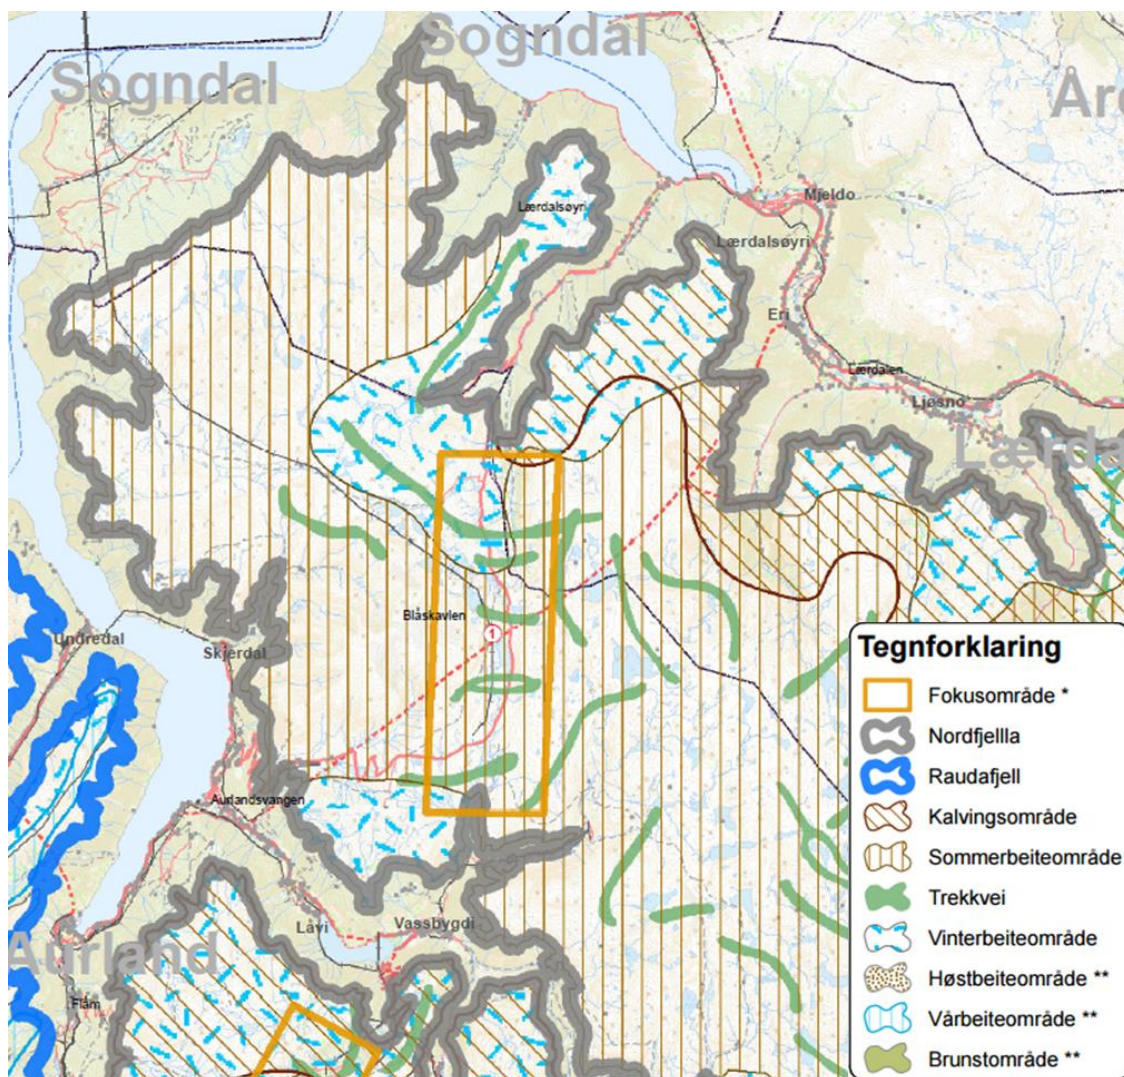 Sogndal
Sogndal
Åre
Lærdalsøyri
Mjeldo
Lærdalsøyri
Eri
Lærdalen
Ljøsno
Lærda
Blåskavlen
1
Undredal
Skjerdal
Aurlandsvangen
Låvi
Vassbygdi
Aurland
Flåm
Tegnforklaring
Fokusområde *
Nordfjellla
Raudafjell
Kalvingsområde
Sommerbeiteområde
Trekkvei
Vinterbeiteområde
Høstbeiteområde **
Vårbeiteområde **
Brunstområde **